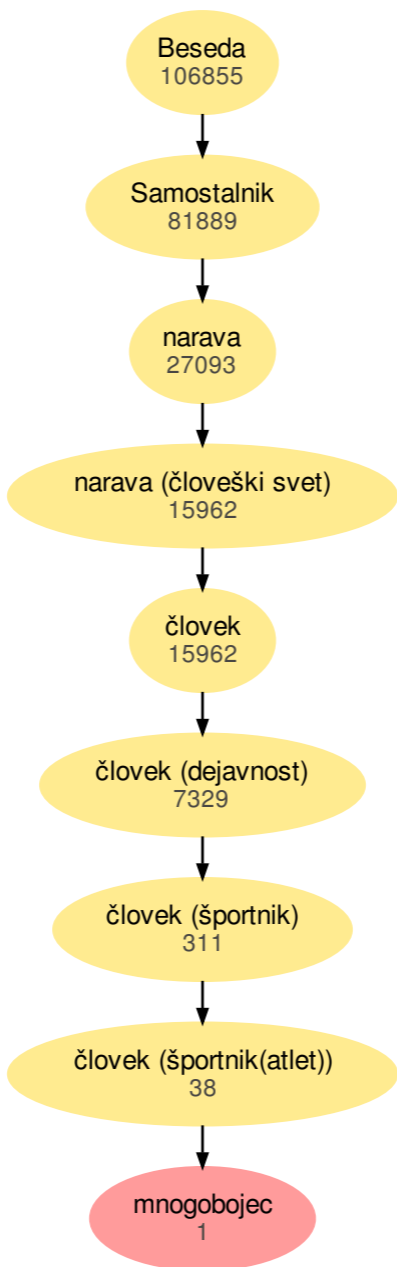 Beseda
106855
Samostalnik
81889
narava
27093
narava (človeški svet)
15962
človek
15962
človek (dejavnost)
7329
človek (športnik)
311
človek (športnik(atlet))
38
mnogobojec
1